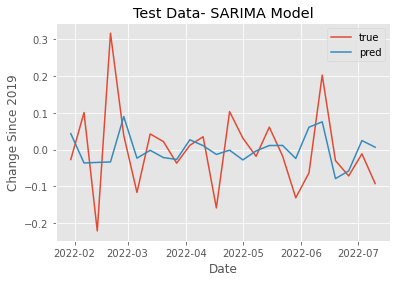 Test Data- SARIMA Model
true
pred
0.3
0.2
0.1
0.0
−0.1
−0.2
Change Since 2019
2022-02 2022-03 2022-04 2022-05 2022-06 2022-07
Date